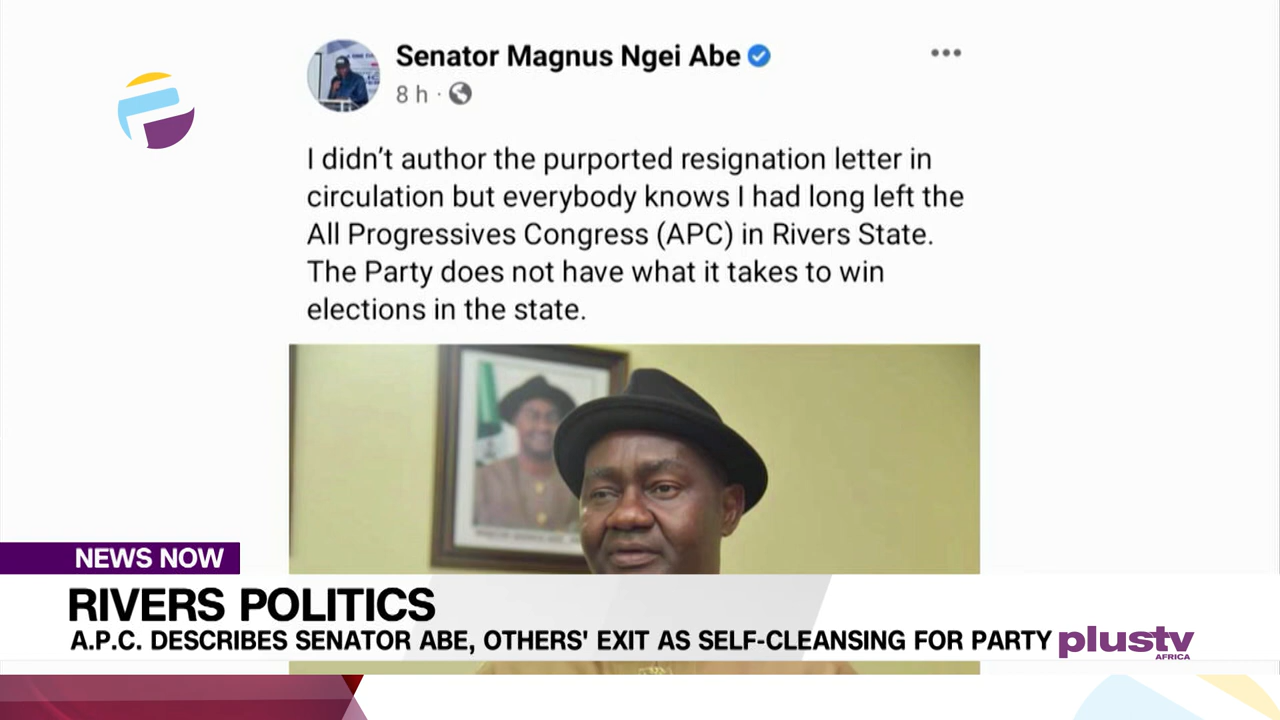 Senator Magnus Ngei Abe
8 h ·
I didn't author the purported resignation letter in
circulation but everybody knows I had long left the
All Progressives Congress (APC) in Rivers State.
The Party does not have what it takes to win
elections in the state.
NEWS NOW
RIVERS POLITICS
A.P.C. DESCRIBES SENATOR ABE, OTHERS' EXIT AS SELF-CLEANSING FOR PARTY
plustv
AFRICA